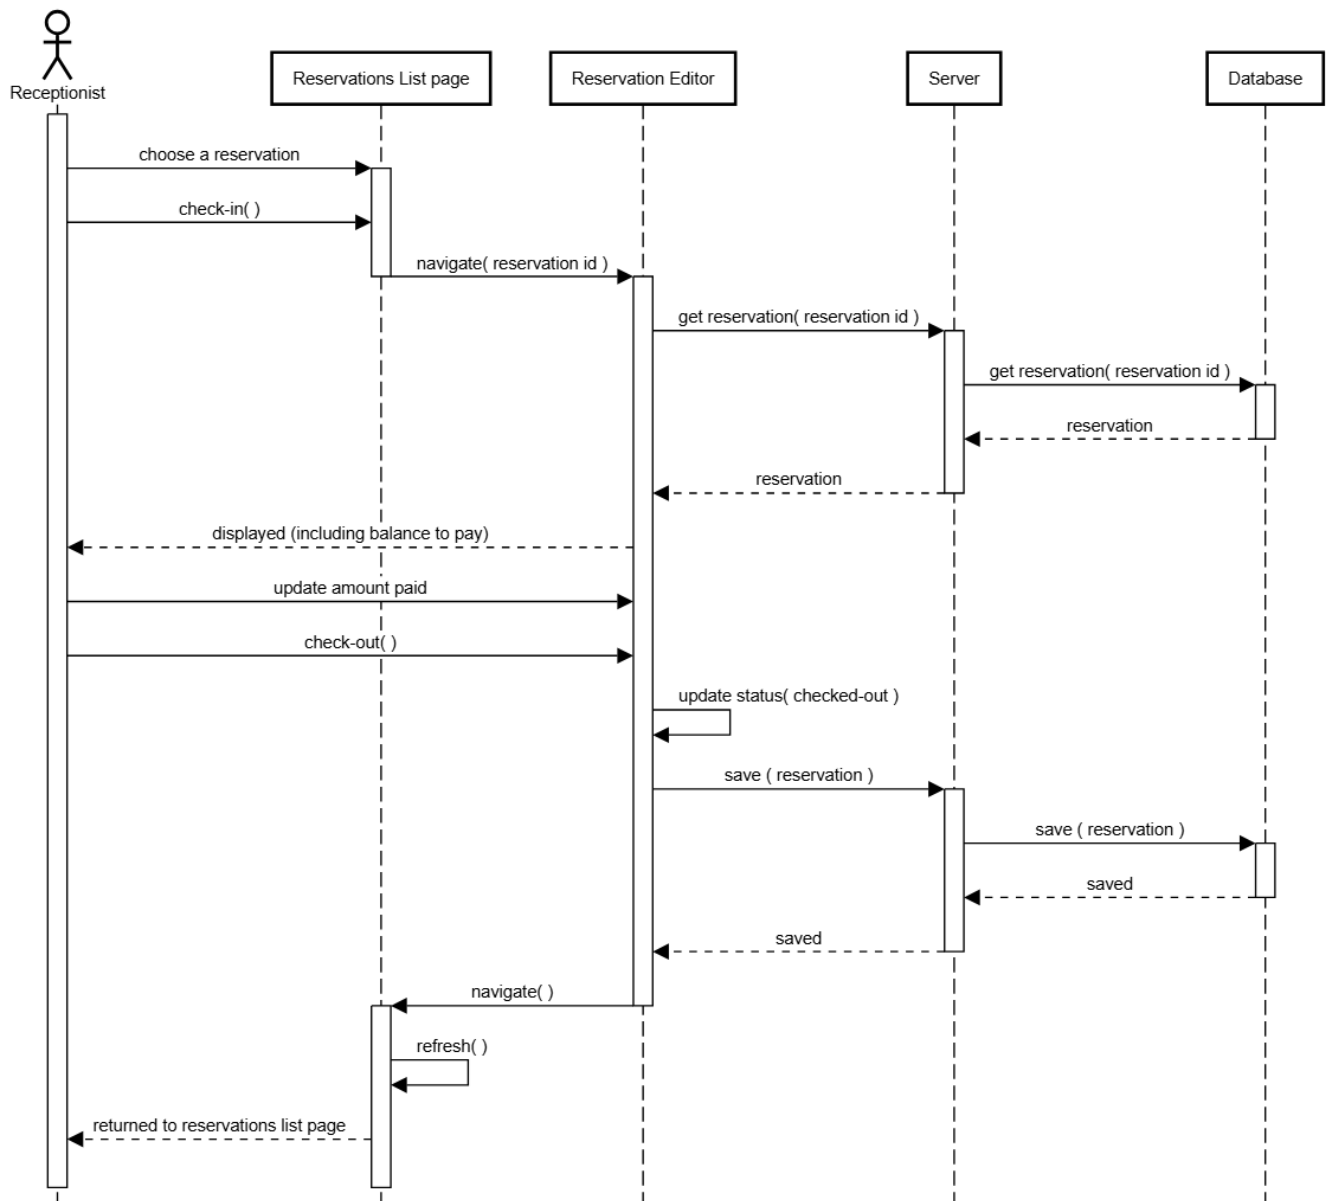 Receptionist
Reservations List page
Reservation Editor
Server
Database
choose a reservation
check-in( )
navigate( reservation id )
get reservation( reservation id )
get reservation( reservation id )
reservation
reservation
displayed (including balance to pay)
update amount paid
check-out( )
update status( checked-out )
save ( reservation )
save ( reservation )
saved
saved
navigate( )
refresh( )
returned to reservations list page